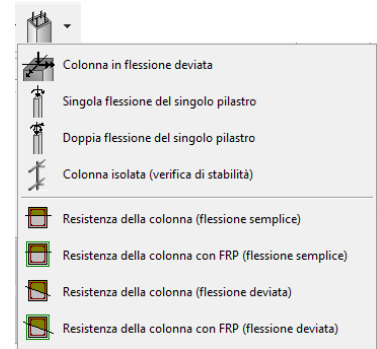 Colonna in flessione deviata
Singola flessione del singolo pilastro
Doppia flessione del singolo pilastro
Colonna isolata (verifica di stabilità)
Resistenza della colonna (flessione semplice)
Resistenza della colonna con FRP (flessione semplice)
Resistenza della colonna (flessione deviata)
Resistenza della colonna con FRP (flessione deviata)